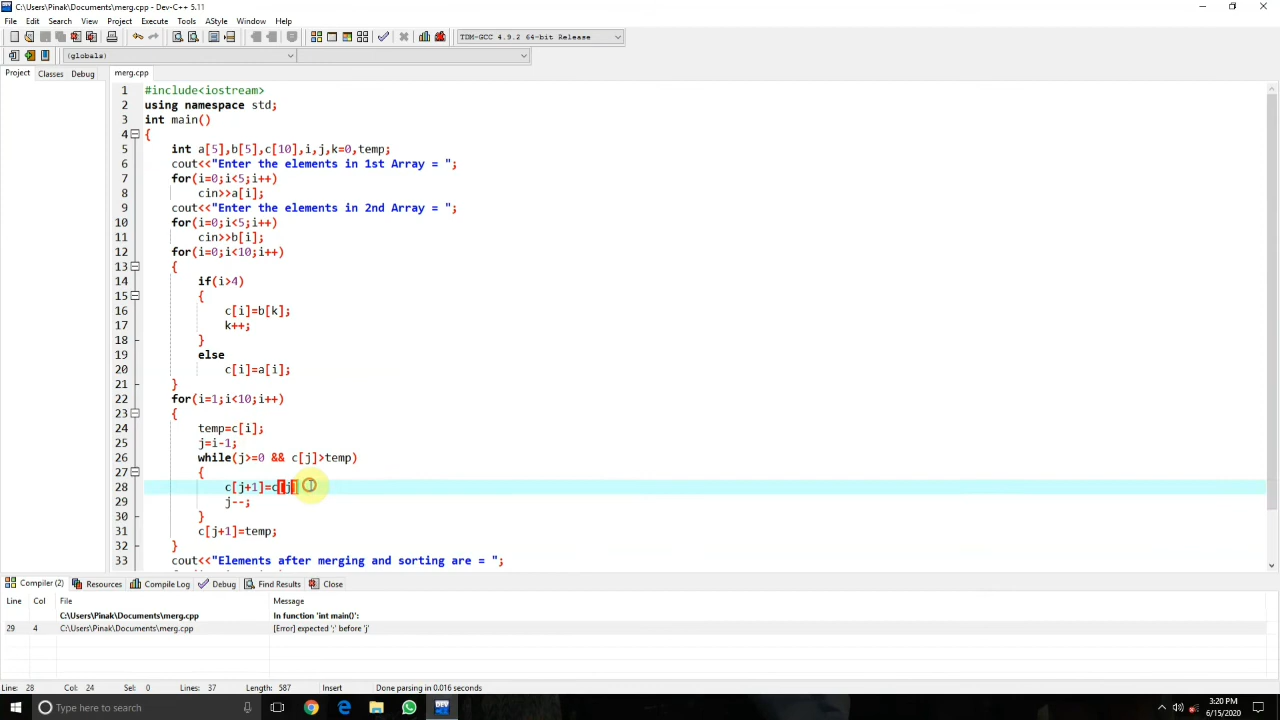 C:\Users\Pinak\Documents\merg.cpp - Dev-C++ 5.11
File Edit Search View Project Execute Tools AStyle Window Help
TDM-GCC 4.9.2 64-bit Release
(globals)
Project Classes Debug merg.cpp
1 #include<iostream>
2 using namespace std;
3 int main()
4 {
5 int a[5],b[5],c[10],i,j,k=0,temp;
6 cout<<"Enter the elements in 1st Array = ";
7 for(i=0;i<5;i++)
8 cin>>a[i];
9 cout<<"Enter the elements in 2nd Array = ";
10 for(i=0;i<5;i++)
11 cin>>b[i];
12 for(i=0;i<10;i++)
13 {
14 if(i>4)
15 {
16 c[i]=b[k];
17 k++;
18 }
19 else
20 c[i]=a[i];
21 }
22 for(i=1;i<10;i++)
23 {
24 temp=c[i];
25 j=i-1;
26 while(j>=0 && c[j]>temp)
27 {
28 c[j+1]=c[j]
29 j--;
30 }
31 c[j+1]=temp;
32 }
33 cout<<"Elements after merging and sorting are = ";
Compiler (2) Resources Compile Log Debug Find Results Close
Line Col File Message
C:\Users\Pinak\Documents\merg.cpp In function 'int main()':
29 4 C:\Users\Pinak\Documents\merg.cpp [Error] expected ';' before 'j'
Line: 28 Col: 24 Sel: 0 Lines: 37 Length: 587 Insert Done parsing in 0.016 seconds
Type here to search
DEV
3:20 PM
6/15/2020